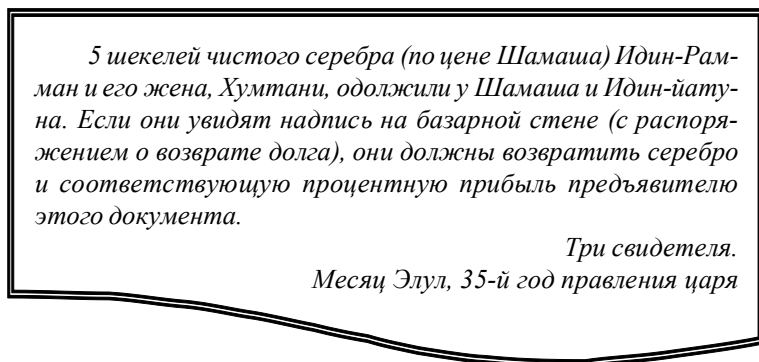 5 шекелей чистого серебра (по цене Шамаша) Идин-Рам-
ман и его жена, Хумтани, одолжили у Шамаша и Идин-йату-
на. Если они увидят надпись на базарной стене (с распоря-
жением о возврате долга), они должны возвратить серебро
и соответствующую процентную прибыль предъявителю
этого документа.
Три свидетеля.
Месяц Элул, 35-й год правления царя